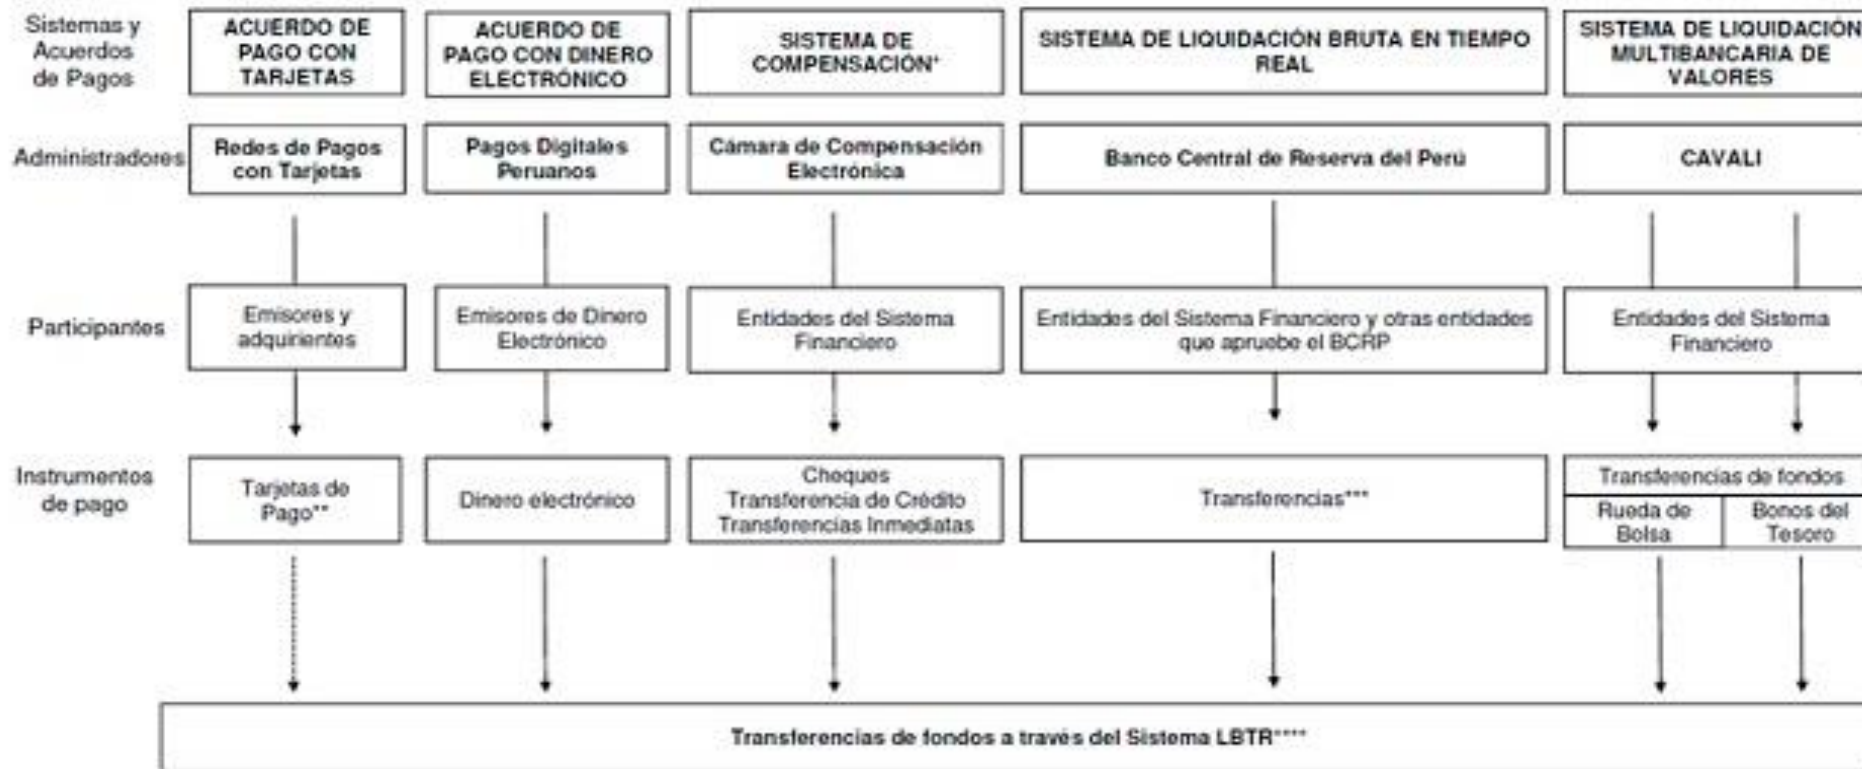 Sistemas y
Acuerdos
de Pagos
ACUERDO DE
PAGO CON
TARJETAS
ACUERDO DE
PAGO CON DINERO
ELECTRÓNICO
SISTEMA DE
COMPENSACIÓN*
SISTEMA DE LIQUIDACIÓN BRUTA EN TIEMPO
REAL
SISTEMA DE LIQUIDACIÓN
MULTIBANCARIA DE
VALORES
Administradores
Redes de Pagos
con Tarjetas
Pagos Digitales
Peruanos
Cámara de Compensación
Electrónica
Banco Central de Reserva del Perú
CAVALI
Participantes
Emisores y
adquirientes
Emisores de Dinero
Electrónico
Entidades del Sistema
Financiero
Entidades del Sistema Financiero y otras entidades
que apruebe el BCRP
Entidades del Sistema
Financiero
Instrumentos
de pago
Tarjetas de
Pago**
Dinero electrónico
Cheques
Transferencia de Crédito
Transferencias Inmediatas
Transferencias***
Transferencias de fondos
Rueda de
Bolsa
Bonos del
Tesoro
Transferencias de fondos a través del Sistema LBTR****